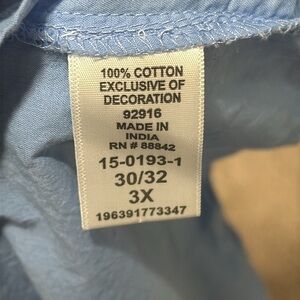 100% COTTON
EXCLUSIVE OF
DECORATION
92916
MADE IN
INDIA
RN # 88842
15-0193-1
30/32
3X
196391773347